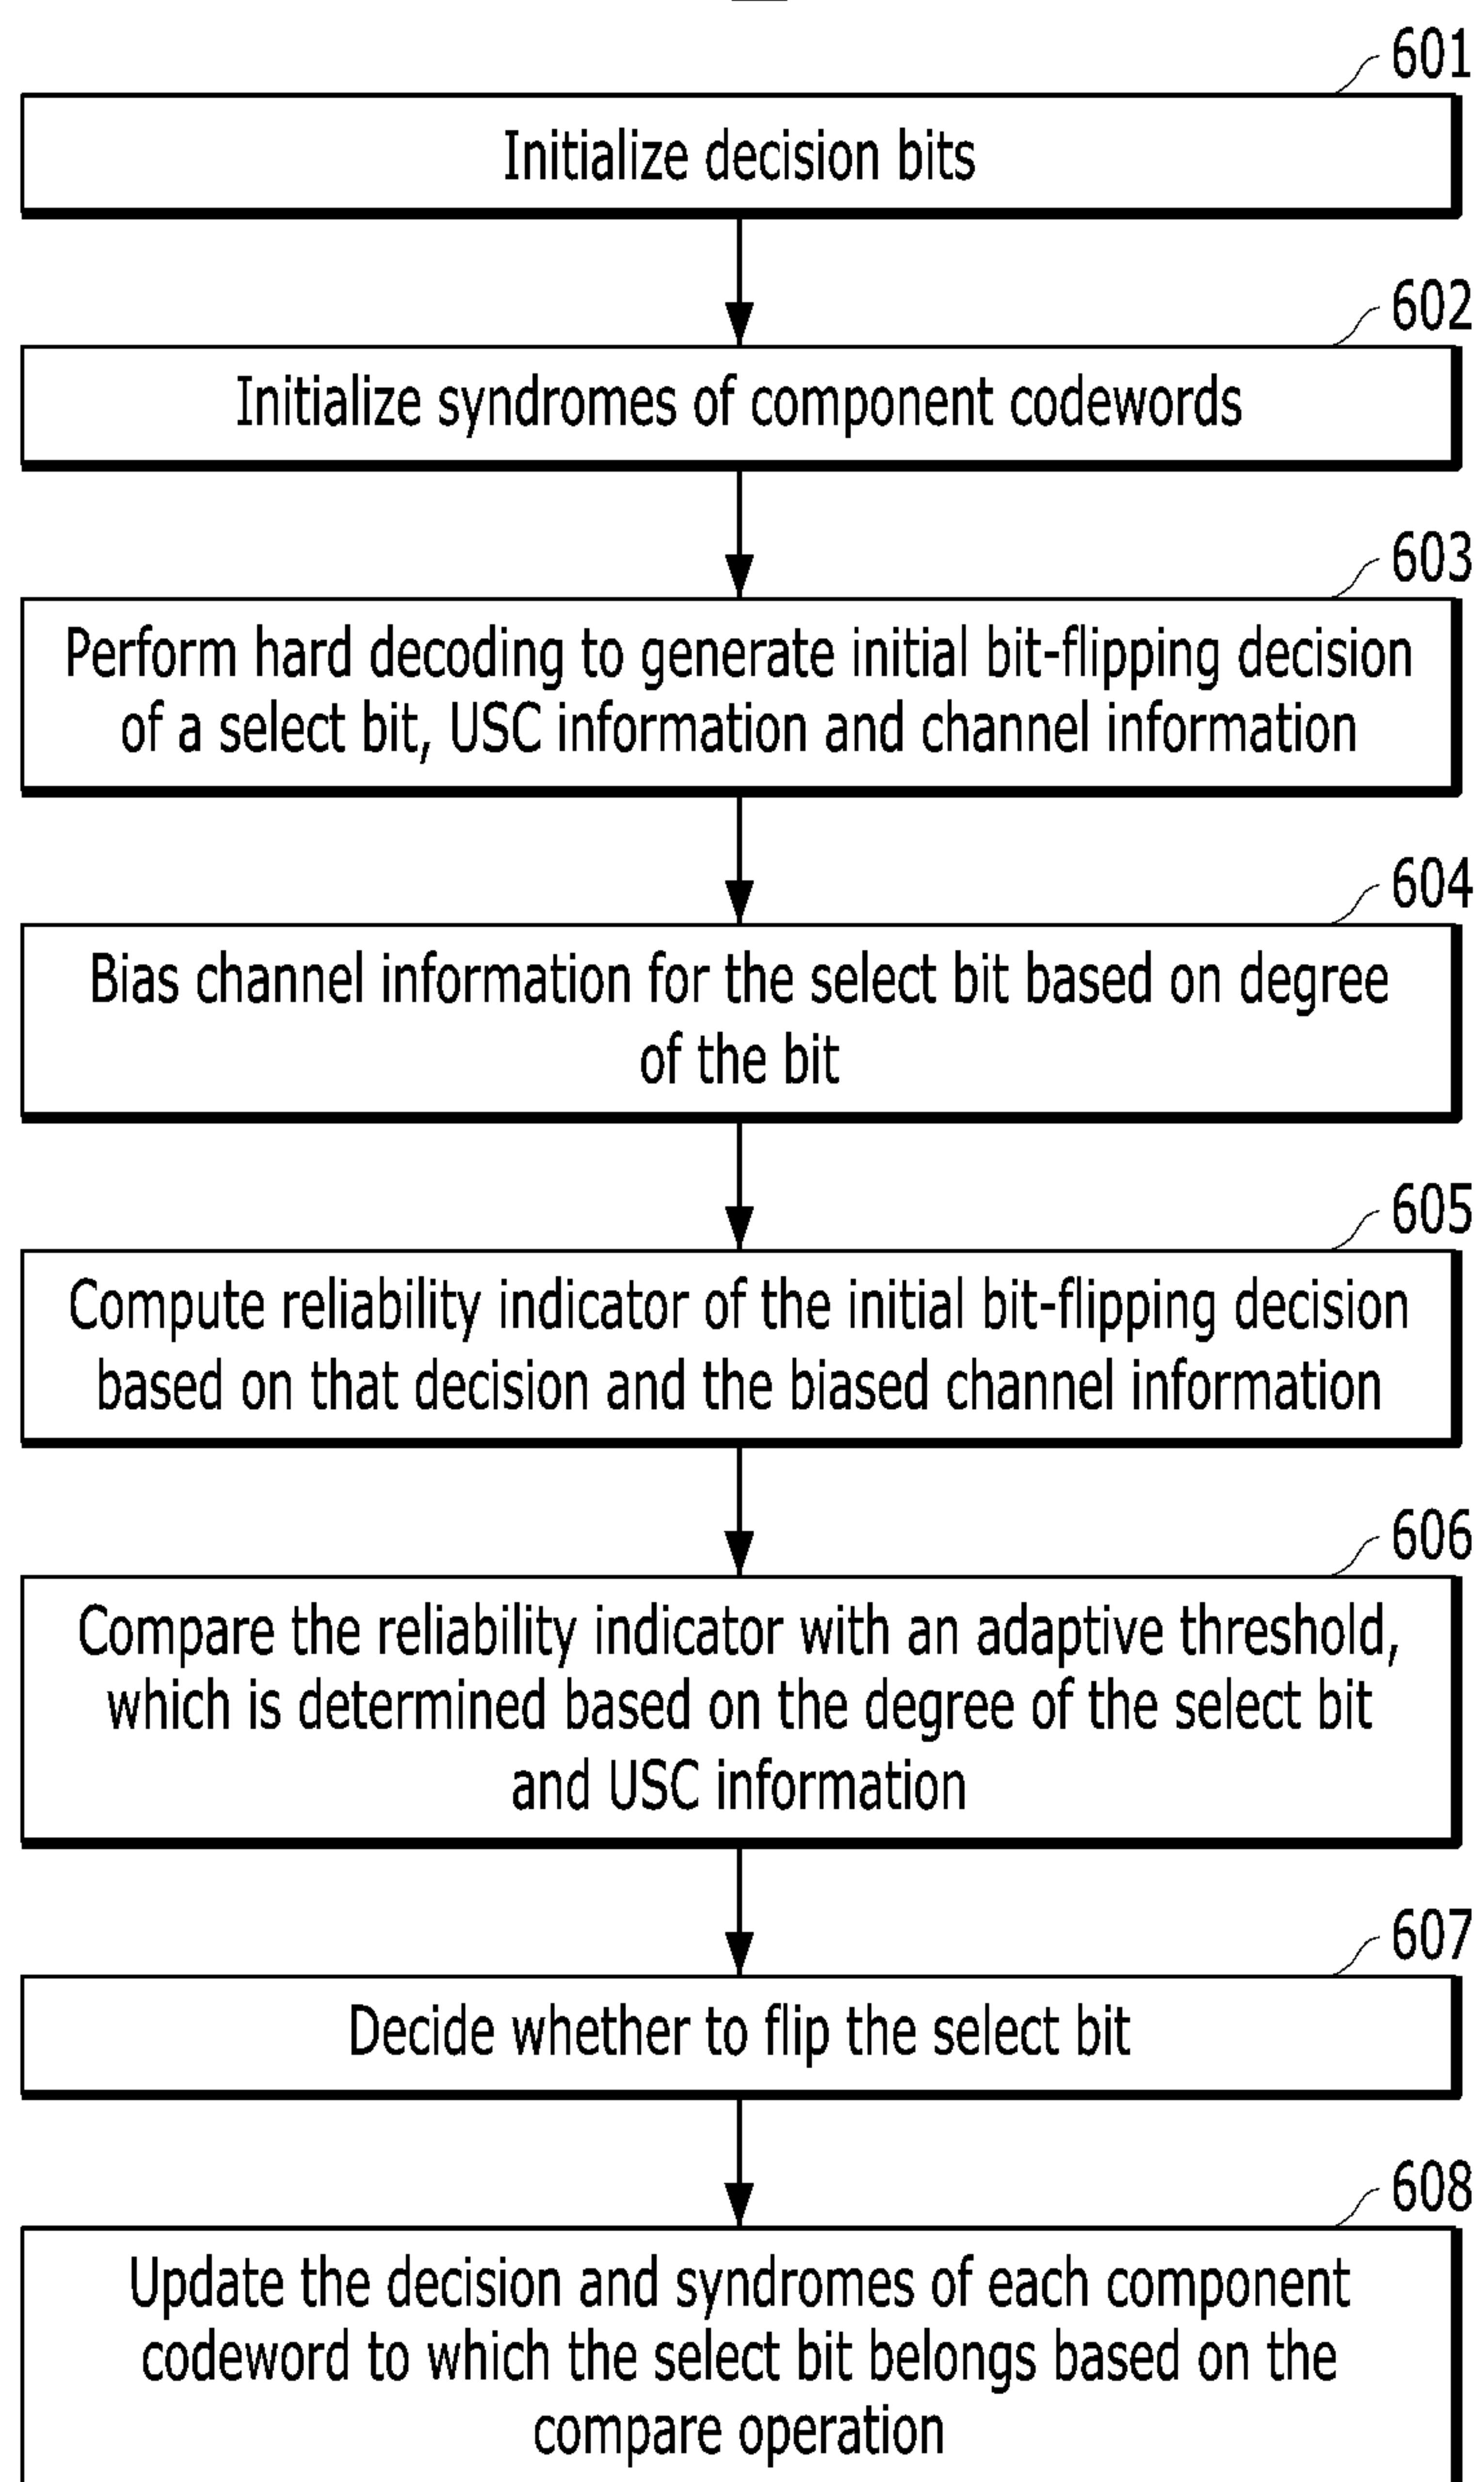 601
Initialize decision bits
602
Initialize syndromes of component codewords
603
Perform hard decoding to generate initial bit-flipping decision
of a select bit, USC information and channel information
604
Bias channel information for the select bit based on degree
of the bit
605
Compute reliability indicator of the initial bit-flipping decision
based on that decision and the biased channel information
606
Compare the reliability indicator with an adaptive threshold,
which is determined based on the degree of the select bit
and USC information
607
Decide whether to flip the select bit
608
Update the decision and syndromes of each component
codeword to which the select bit belongs based on the
compare operation